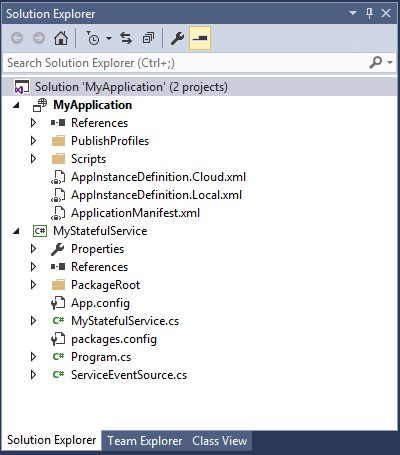 Solution Explorer
Search Solution Explorer (Ctrl+;)
Solution 'MyApplication' (2 projects)
MyApplication
References
PublishProfiles
Scripts
AppInstanceDefinition.Cloud.xml
AppInstanceDefinition.Local.xml
ApplicationManifest.xml
C# MyStatefulService
Properties
References
PackageRoot
App.config
C# MyStatefulService.cs
packages.config
C# Program.cs
C# ServiceEventSource.cs
Solution Explorer Team Explorer Class View